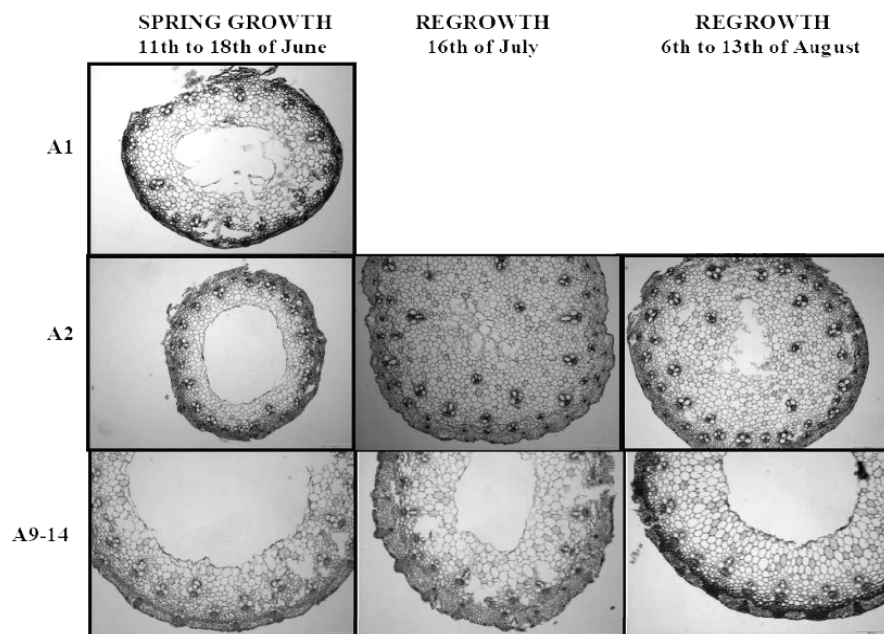 SPRING GROWTH REGROWTH REGROWTH
11th to 18th of June 16th of July 6th to 13th of August
A1
A2
A9-14